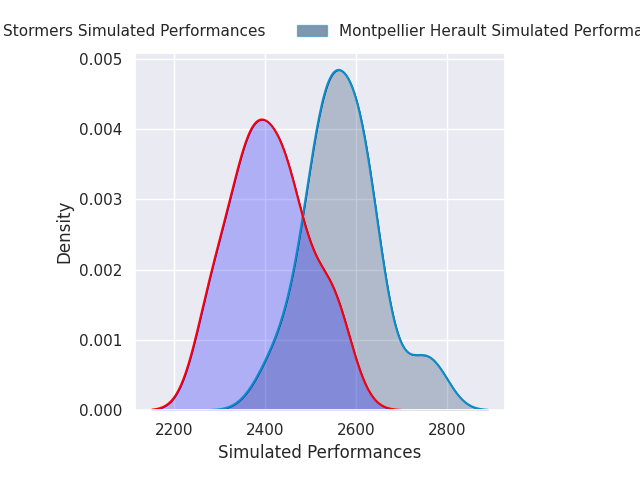 Stormers Simulated Performances
Montpellier Herault Simulated Performa
0.005
0.004
0.003
0.002
0.001
0.000
Density
2200 2400 2600 2800
Simulated Performances